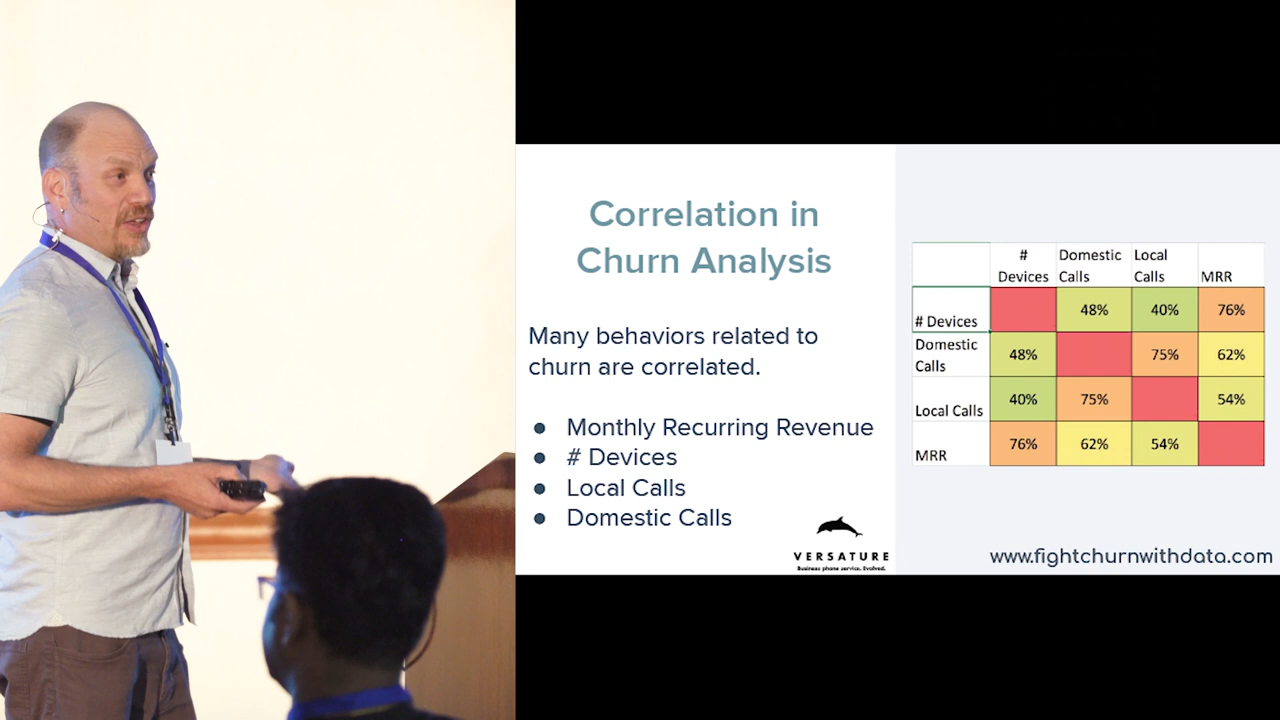 Correlation in
Churn Analysis
Many behaviors related to
churn are correlated.
● Monthly Recurring Revenue
● # Devices
● Local Calls
● Domestic Calls
VERSATURE
Business phone service. Evolved.
# Devices Domestic Calls Local Calls MRR
# Devices 48% 40% 76%
Domestic Calls 48% 75% 62%
Local Calls 40% 75% 54%
MRR 76% 62% 54%
www.fightchurnwithdata.com